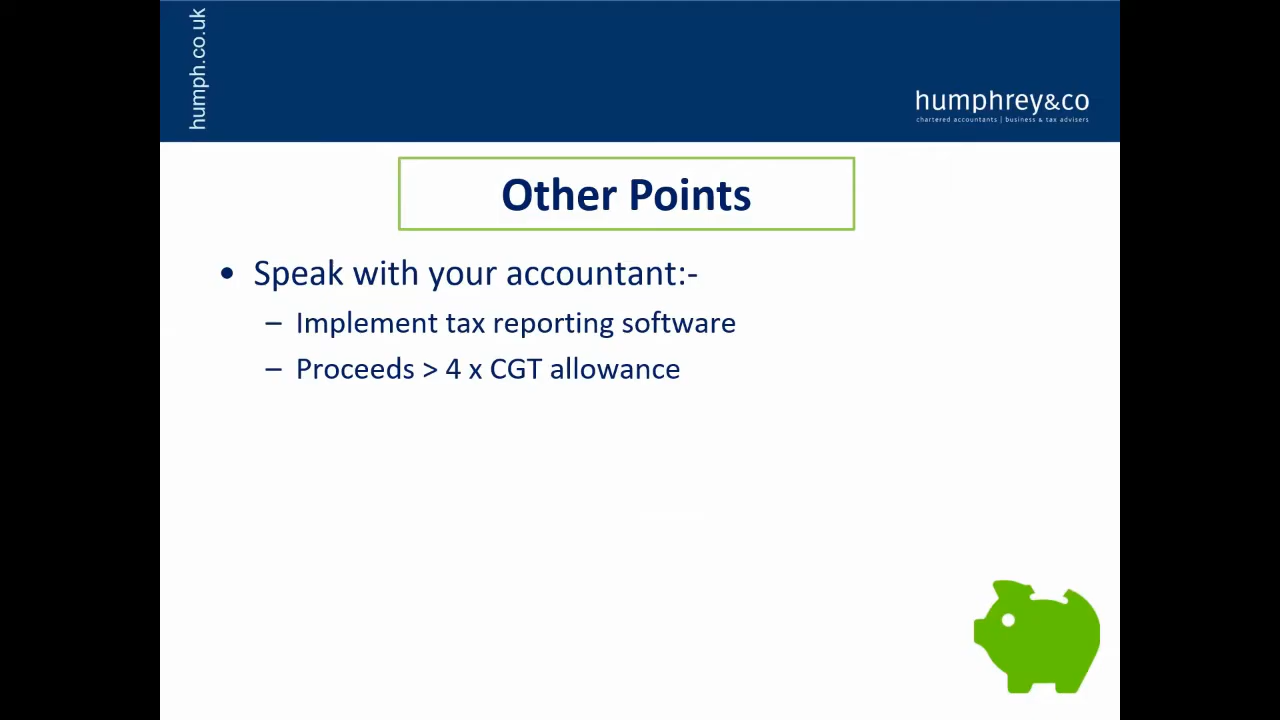 humph.co.uk
humphrey&co
chartered accountants | business & tax advisers
Other Points
• Speak with your accountant:-
– Implement tax reporting software
– Proceeds > 4 x CGT allowance